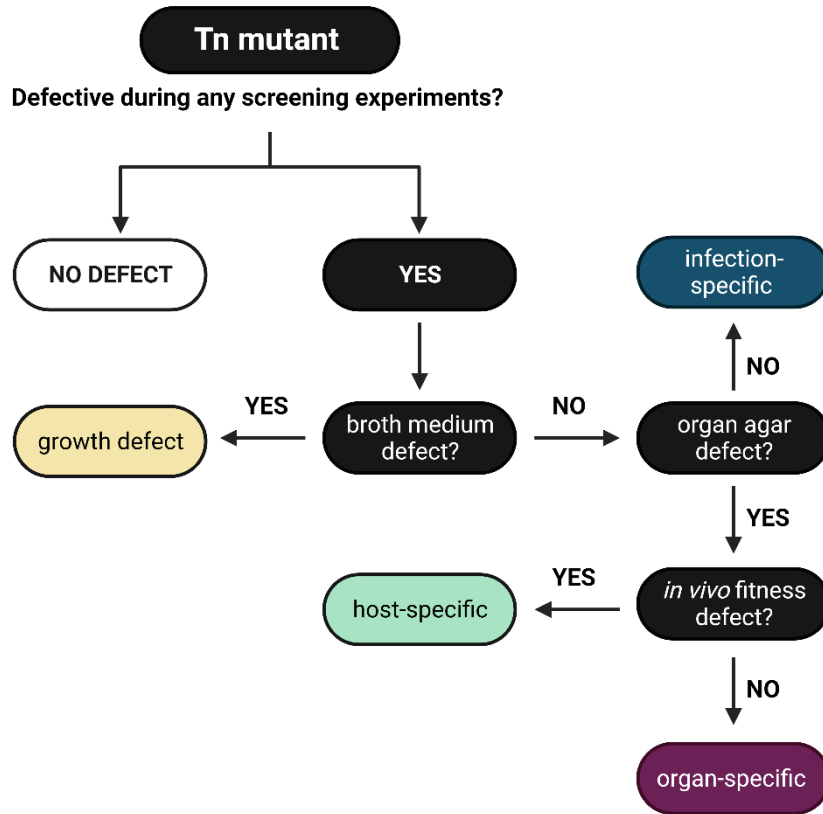 Tn mutant
Defective during any screening experiments?
NO DEFECT
YES
infection-
specific
NO
YES
growth defect
broth medium
defect?
NO
organ agar
defect?
YES
host-specific
YES
in vivo fitness
defect?
NO
organ-specific